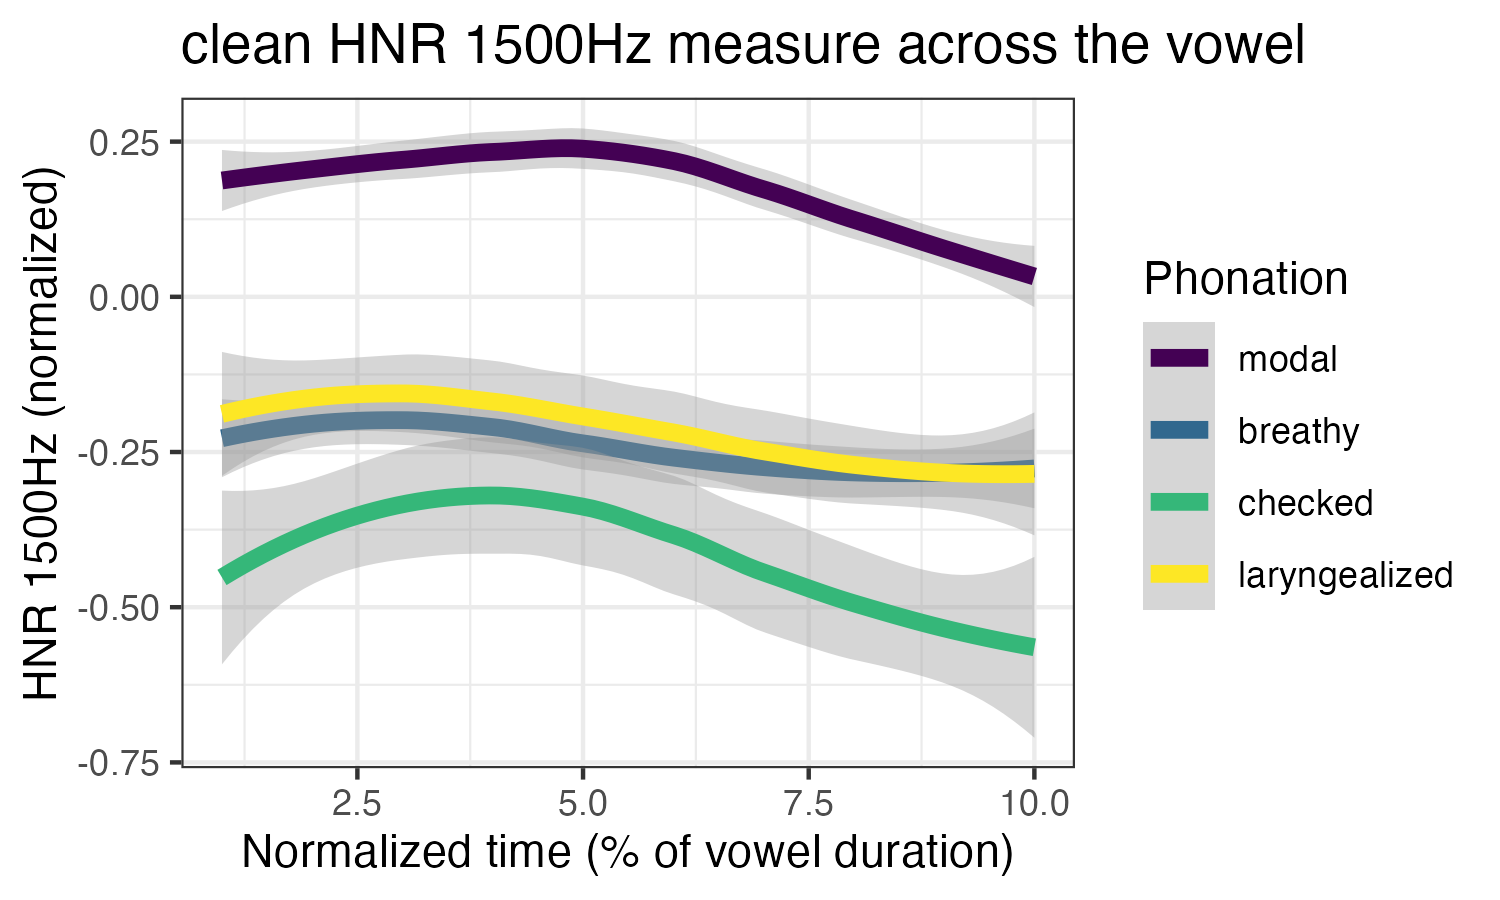 clean HNR 1500Hz measure across the vowel
HNR 1500Hz (normalized)
0.25
0.00
-0.25
-0.50
-0.75
2.5 5.0 7.5 10.0
Normalized time (% of vowel duration)
Phonation
modal
breathy
checked
laryngealized